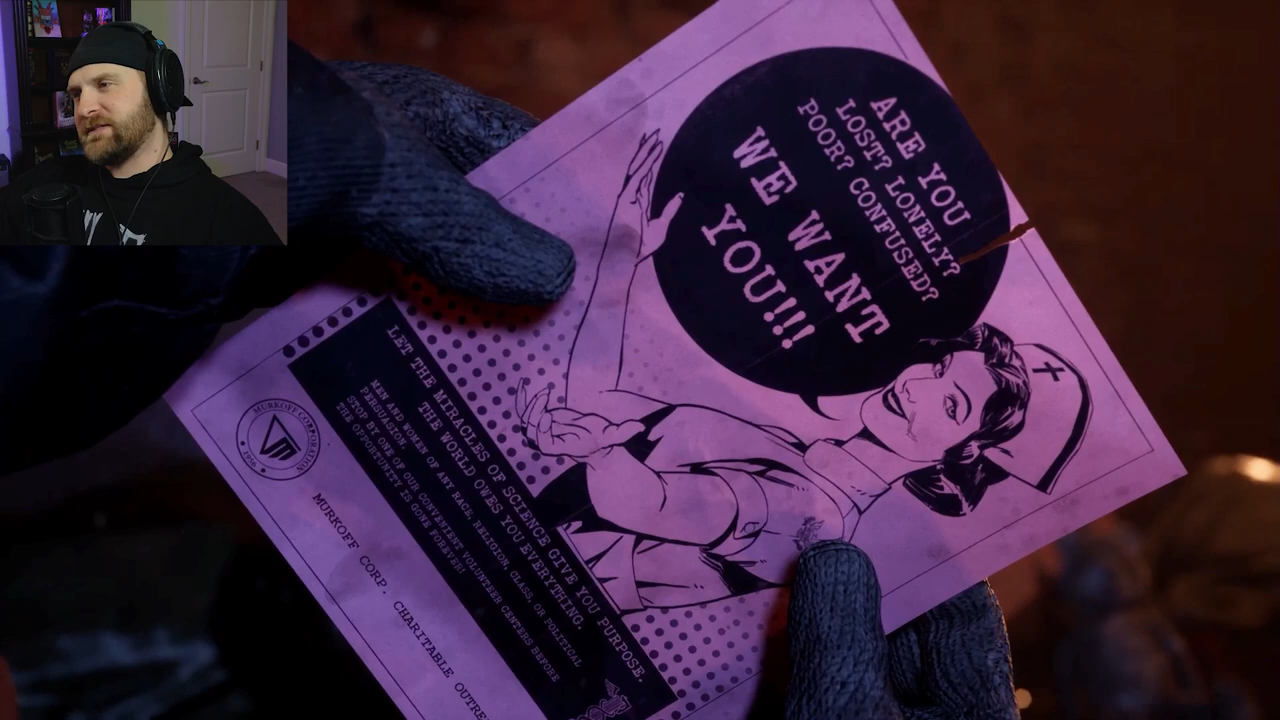 ARE YOU
LOST? LONELY?
POOR? CONFUSED?
WE WANT
YOU!!!
LET THE MIRACLES OF SCIENCE GIVE YOU PURPOSE.
THE WORLD OWES YOU EVERYTHING.
MEN AND WOMEN OF ANY RACE, RELIGION, CLASS, OR POLITICAL
PERSUASION.
STOP BY ONE OF OUR CONVENIENT VOLUNTEER CENTERS BEFORE
THE OPPORTUNITY IS GONE FOREVER!
MURKOFF CORPORATION
1956
MURKOFF CORP. CHARITABLE OUTRE